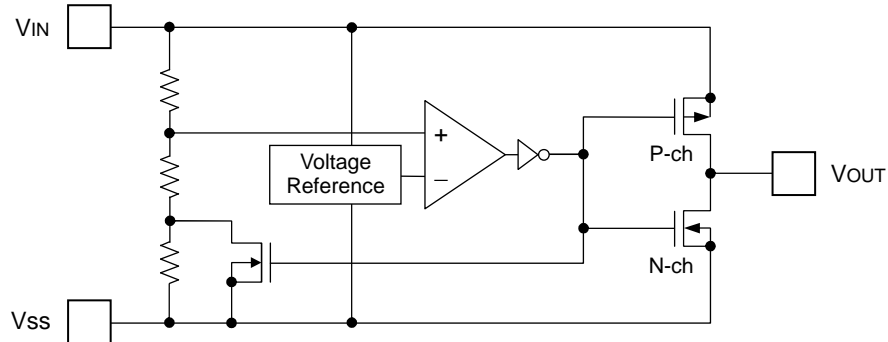 VIN
+
Voltage
Reference
−
P-ch
VOUT
N-ch
VSS